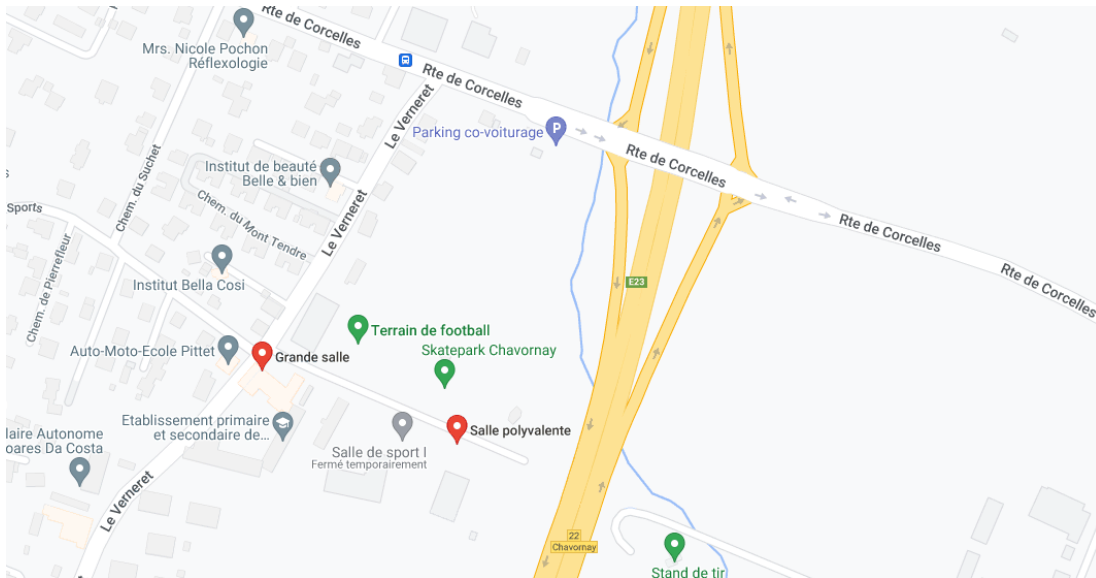 Mrs. Nicole Pochon
Réflexologie
Rte de Corcelles
Rte de Corcelles
Le Verneret
Parking co-voiturage
P
Rte de Corcelles
Chem. du Suchet
Institut de beauté
Belle & bien
Sports
Chem. du Mont Tendre
Le Verneret
Rte de Corcelles
Rte de Corcelles
Chem. de Pierrefleur
Institut Bella Cosi
E23
Terrain de football
Auto-Moto-Ecole Pittet
Grande salle
Skatepark Chavornay
Etablissement primaire
et secondaire de...
Salle polyvalente
laire Autonome
oares Da Costa
Salle de sport I
Fermé temporairement
Le Verneret
22
Chavornay
Stand de tir